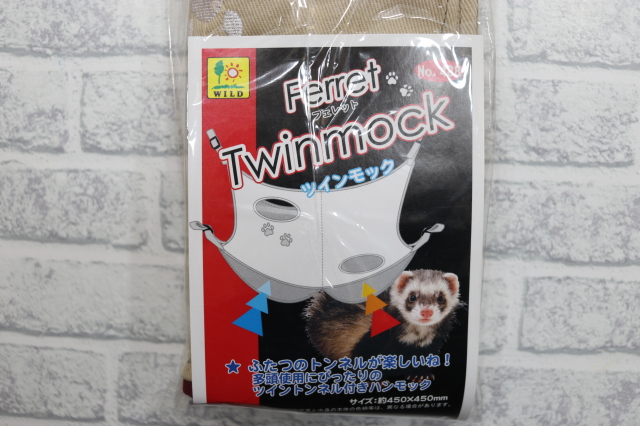 WILD
Ferret
フェレット
Twinmock
ツインモック
★ ふたつのトンネルが楽しいね！
多頭使用にぴったりの
ツイントンネル付きハンモック
サイズ：約450×450mm